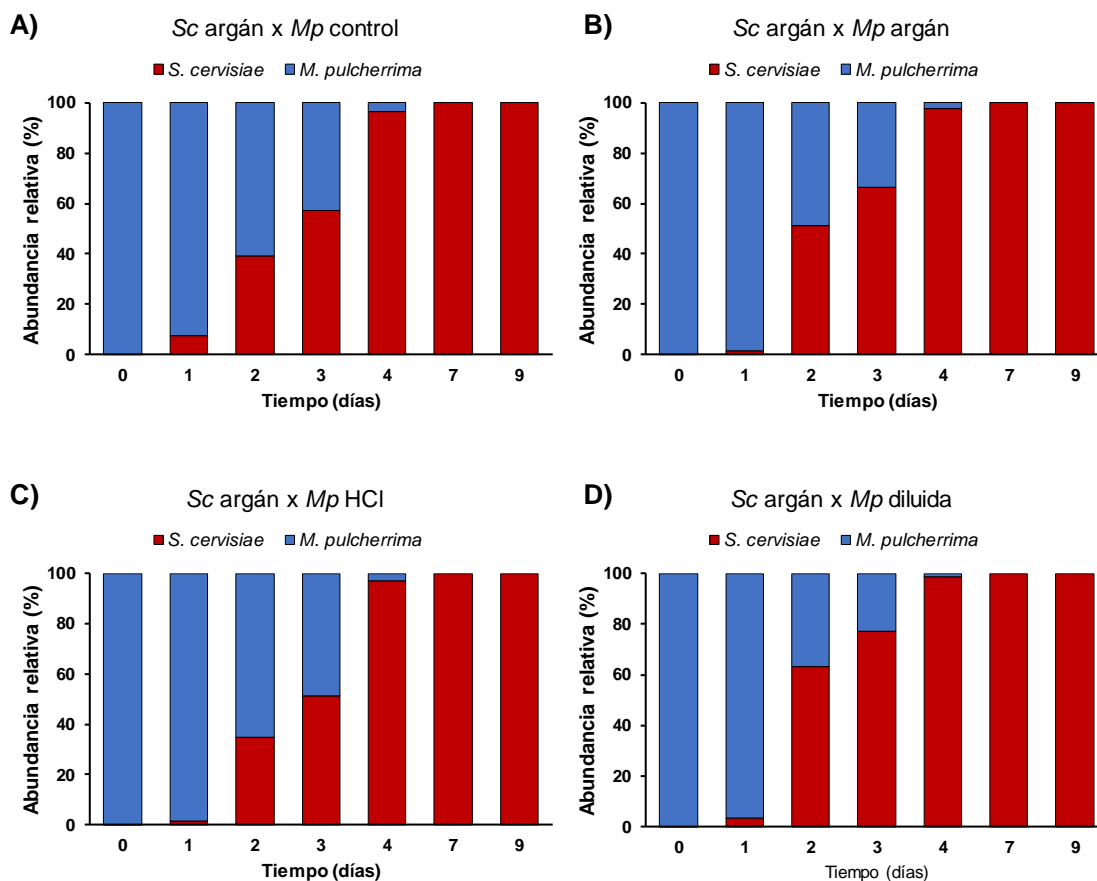 A)
Sc argán x Mp control
S. cervisiae M. pulcherrima
Abundancia relativa (%)
100
80
60
40
20
0
0 1 2 3 4 7 9
Tiempo (días)
B)
Sc argán x Mp argán
S. cervisiae M. pulcherrima
Abundancia relativa (%)
100
80
60
40
20
0
0 1 2 3 4 7 9
Tiempo (días)
C)
Sc argán x Mp HCl
S. cervisiae M. pulcherrima
Abundancia relativa (%)
100
80
60
40
20
0
0 1 2 3 4 7 9
Tiempo (días)
D)
Sc argán x Mp diluida
S. cervisiae M. pulcherrima
Abundancia relativa (%)
100
80
60
40
20
0
0 1 2 3 4 7 9
Tiempo (días)